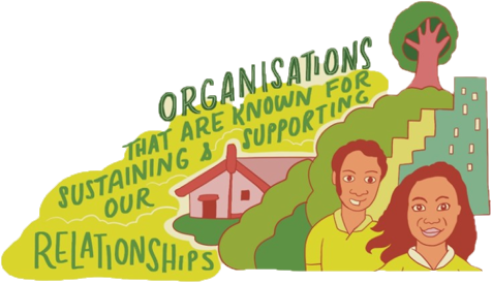 ORGANISATIONS
THAT ARE KNOWN FOR
SUSTAINING & SUPPORTING
OUR
RELATIONSHIPS